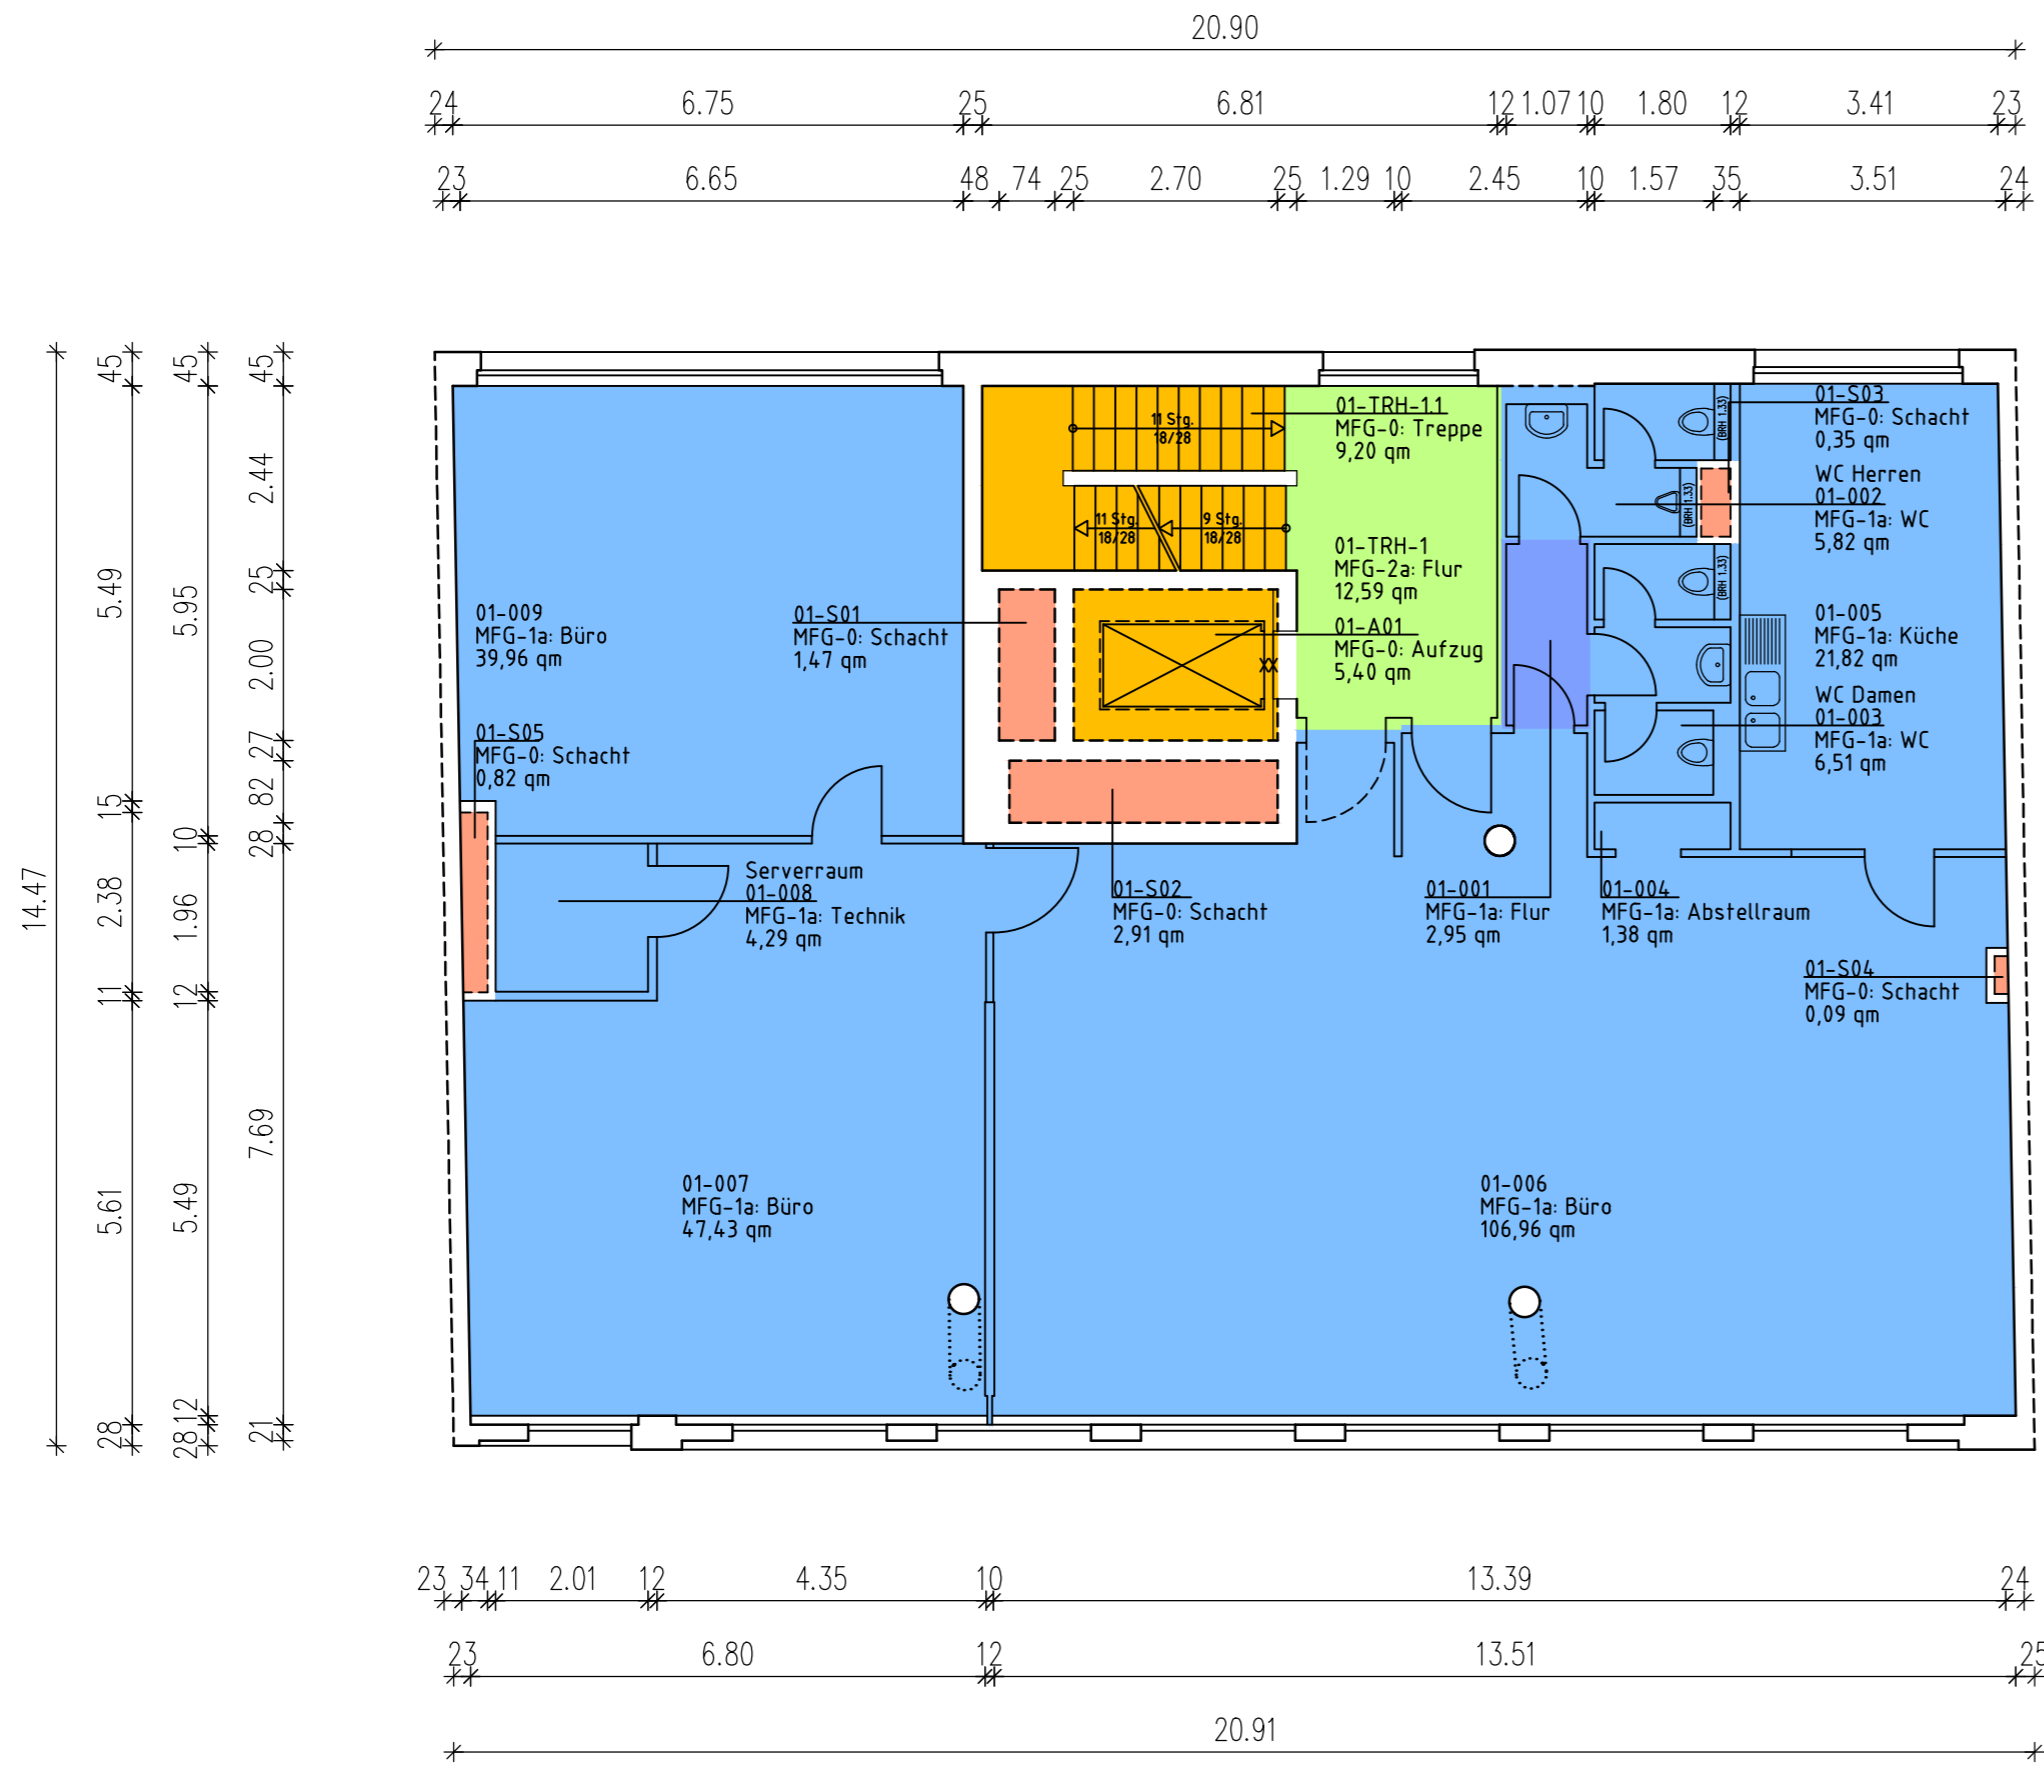 20.90
24 6.75 25 6.81 12 1.07 10 1.80 12 3.41 23
23 6.65 48 74 25 2.70 25 1.29 10 2.45 10 1.57 35 3.51 24
14.47
45 5.49 15 2.38 11 5.61 28
45 5.95 10 1.96 12 5.49 12 28
45 2.44 25 2.00 27 82 28 7.69 21
11 Stg.
18/28
11 Stg.
18/28
9 Stg.
18/28
01-TRH-1.1
MFG-0: Treppe
9,20 qm
01-TRH-1
MFG-2a: Flur
12,59 qm
01-A01
MFG-0: Aufzug
5,40 qm
(BRH 1.33)
(BRH 1.33)
(BRH 1.33)
01-S03
MFG-0: Schacht
0,35 qm
WC Herren
01-002
MFG-1a: WC
5,82 qm
01-005
MFG-1a: Küche
21,82 qm
WC Damen
01-003
MFG-1a: WC
6,51 qm
01-009
MFG-1a: Büro
39,96 qm
01-S01
MFG-0: Schacht
1,47 qm
01-S05
MFG-0: Schacht
0,82 qm
Serverraum
01-008
MFG-1a: Technik
4,29 qm
01-S02
MFG-0: Schacht
2,91 qm
01-001
MFG-1a: Flur
2,95 qm
01-004
MFG-1a: Abstellraum
1,38 qm
01-S04
MFG-0: Schacht
0,09 qm
01-007
MFG-1a: Büro
47,43 qm
01-006
MFG-1a: Büro
106,96 qm
23 34 11 2.01 12 4.35 10 13.39 24
23 6.80 12 13.51 25
20.91